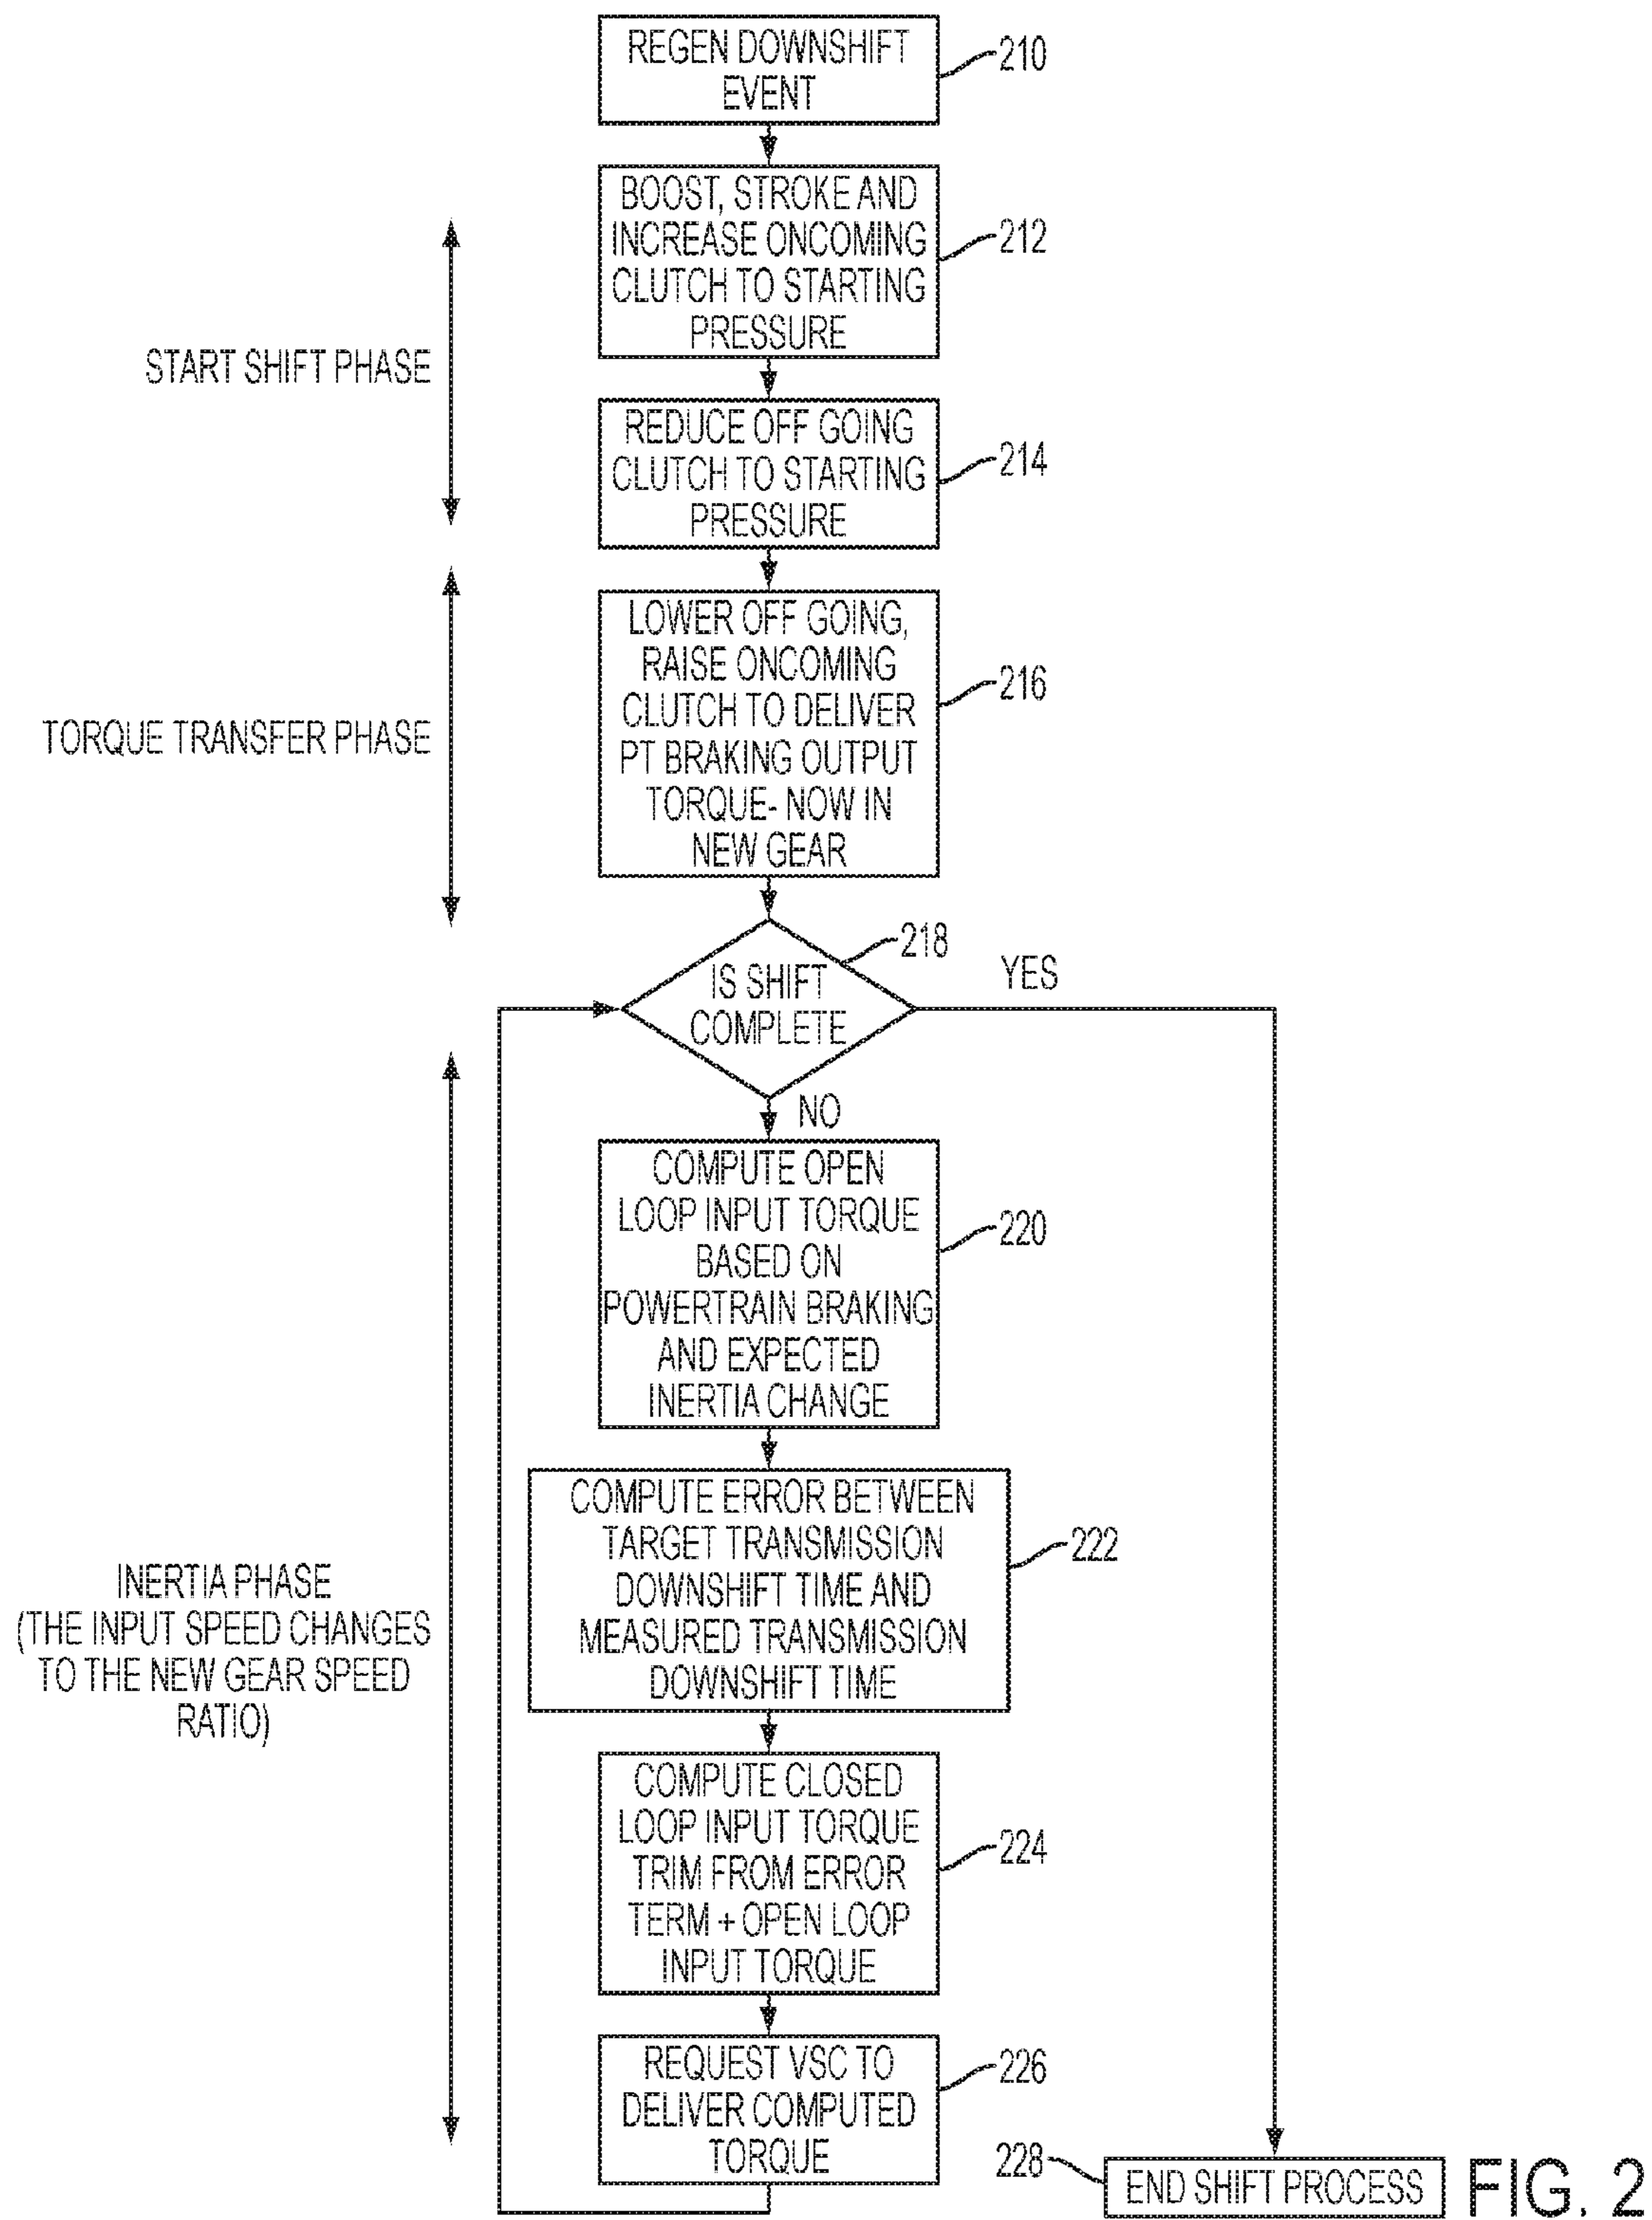 REGEN DOWNSHIFT
EVENT
210
BOOST, STROKE AND
INCREASE ONCOMING
CLUTCH TO STARTING
PRESSURE
212
START SHIFT PHASE
REDUCE OFF GOING
CLUTCH TO STARTING
PRESSURE
214
LOWER OFF GOING,
RAISE ONCOMING
CLUTCH TO DELIVER
PT BRAKING OUTPUT
TORQUE- NOW IN
NEW GEAR
216
TORQUE TRANSFER PHASE
IS SHIFT
COMPLETE
218
YES
NO
COMPUTE OPEN
LOOP INPUT TORQUE
BASED ON
POWERTRAIN BRAKING
AND EXPECTED
INERTIA CHANGE
220
COMPUTE ERROR BETWEEN
TARGET TRANSMISSION
DOWNSHIFT TIME AND
MEASURED TRANSMISSION
DOWNSHIFT TIME
222
INERTIA PHASE
(THE INPUT SPEED CHANGES
TO THE NEW GEAR SPEED
RATIO)
COMPUTE CLOSED
LOOP INPUT TORQUE
TRIM FROM ERROR
TERM + OPEN LOOP
INPUT TORQUE
224
REQUEST VSC TO
DELIVER COMPUTED
TORQUE
226
228
END SHIFT PROCESS
FIG. 2